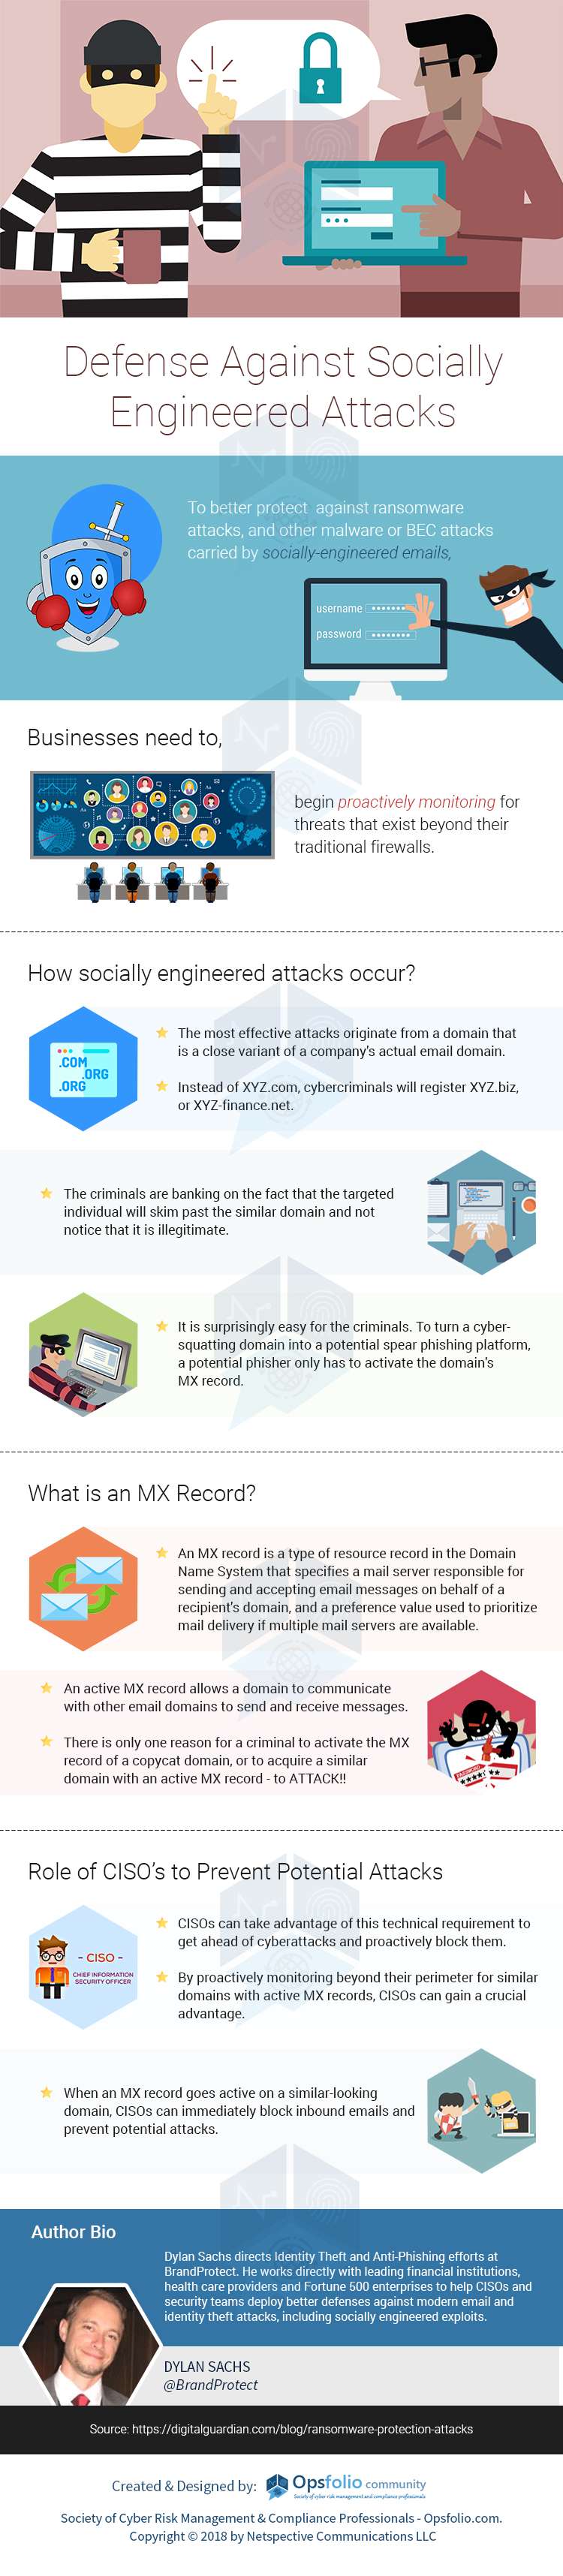 Defense Against Socially
Engineered Attacks
To better protect against ransomware
attacks, and other malware or BEC attacks
carried by socially-engineered emails,
username
password
Businesses need to,
begin proactively monitoring for
threats that exist beyond their
traditional firewalls.
How socially engineered attacks occur?
.COM
.ORG
.ORG
The most effective attacks originate from a domain that
is a close variant of a company's actual email domain.
Instead of XYZ.com, cybercriminals will register XYZ.biz,
or XYZ-finance.net.
The criminals are banking on the fact that the targeted
individual will skim past the similar domain and not
notice that it is illegitimate.
It is surprisingly easy for the criminals. To turn a cyber-
squatting domain into a potential spear phishing platform,
a potential phisher only has to activate the domain's
MX record.
What is an MX Record?
An MX record is a type of resource record in the Domain
Name System that specifies a mail server responsible for
sending and accepting email messages on behalf of a
recipient's domain, and a preference value used to prioritize
mail delivery if multiple mail servers are available.
An active MX record allows a domain to communicate
with other email domains to send and receive messages.
There is only one reason for a criminal to activate the MX
record of a copycat domain, or to acquire a similar
domain with an active MX record - to ATTACK!!
PASSWORD
Role of CISO's to Prevent Potential Attacks
- CISO -
CHIEF INFORMATION
SECURITY OFFICER
CISOs can take advantage of this technical requirement to
get ahead of cyberattacks and proactively block them.
By proactively monitoring beyond their perimeter for similar
domains with active MX records, CISOs can gain a crucial
advantage.
When an MX record goes active on a similar-looking
domain, CISOs can immediately block inbound emails and
prevent potential attacks.
Author Bio
Dylan Sachs directs Identity Theft and Anti-Phishing efforts at
BrandProtect. He works directly with leading financial institutions,
health care providers and Fortune 500 enterprises to help CISOs and
security teams deploy better defenses against modern email and
identity theft attacks, including socially engineered exploits.
DYLAN SACHS
@BrandProtect
Source: https://digitalguardian.com/blog/ransomware-protection-attacks
Created & Designed by:
Opsfolio community
Society of cyber risk management and compliance professionals
Society of Cyber Risk Management & Compliance Professionals - Opsfolio.com.
Copyright © 2018 by Netspective Communications LLC